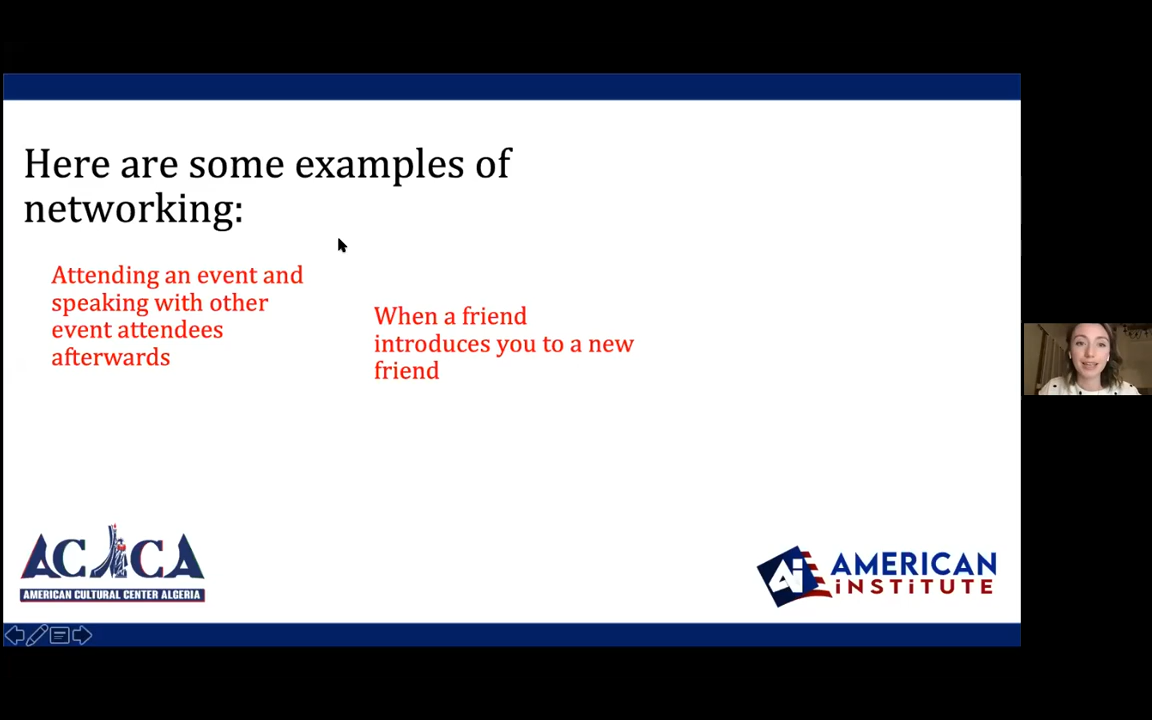 Here are some examples of
networking:
Attending an event and
speaking with other
event attendees
afterwards
When a friend
introduces you to a new
friend
ACCA
AMERICAN CULTURAL CENTER ALGERIA
Ai
AMERICAN
iNSTiTUTE